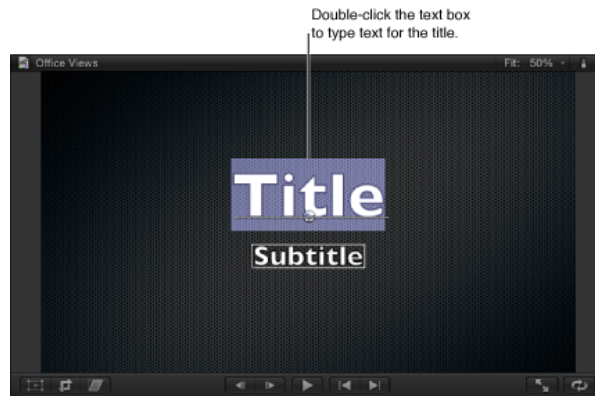 Double-click the text box
to type text for the title.
Office Views
Fit: 50%
Title
Subtitle